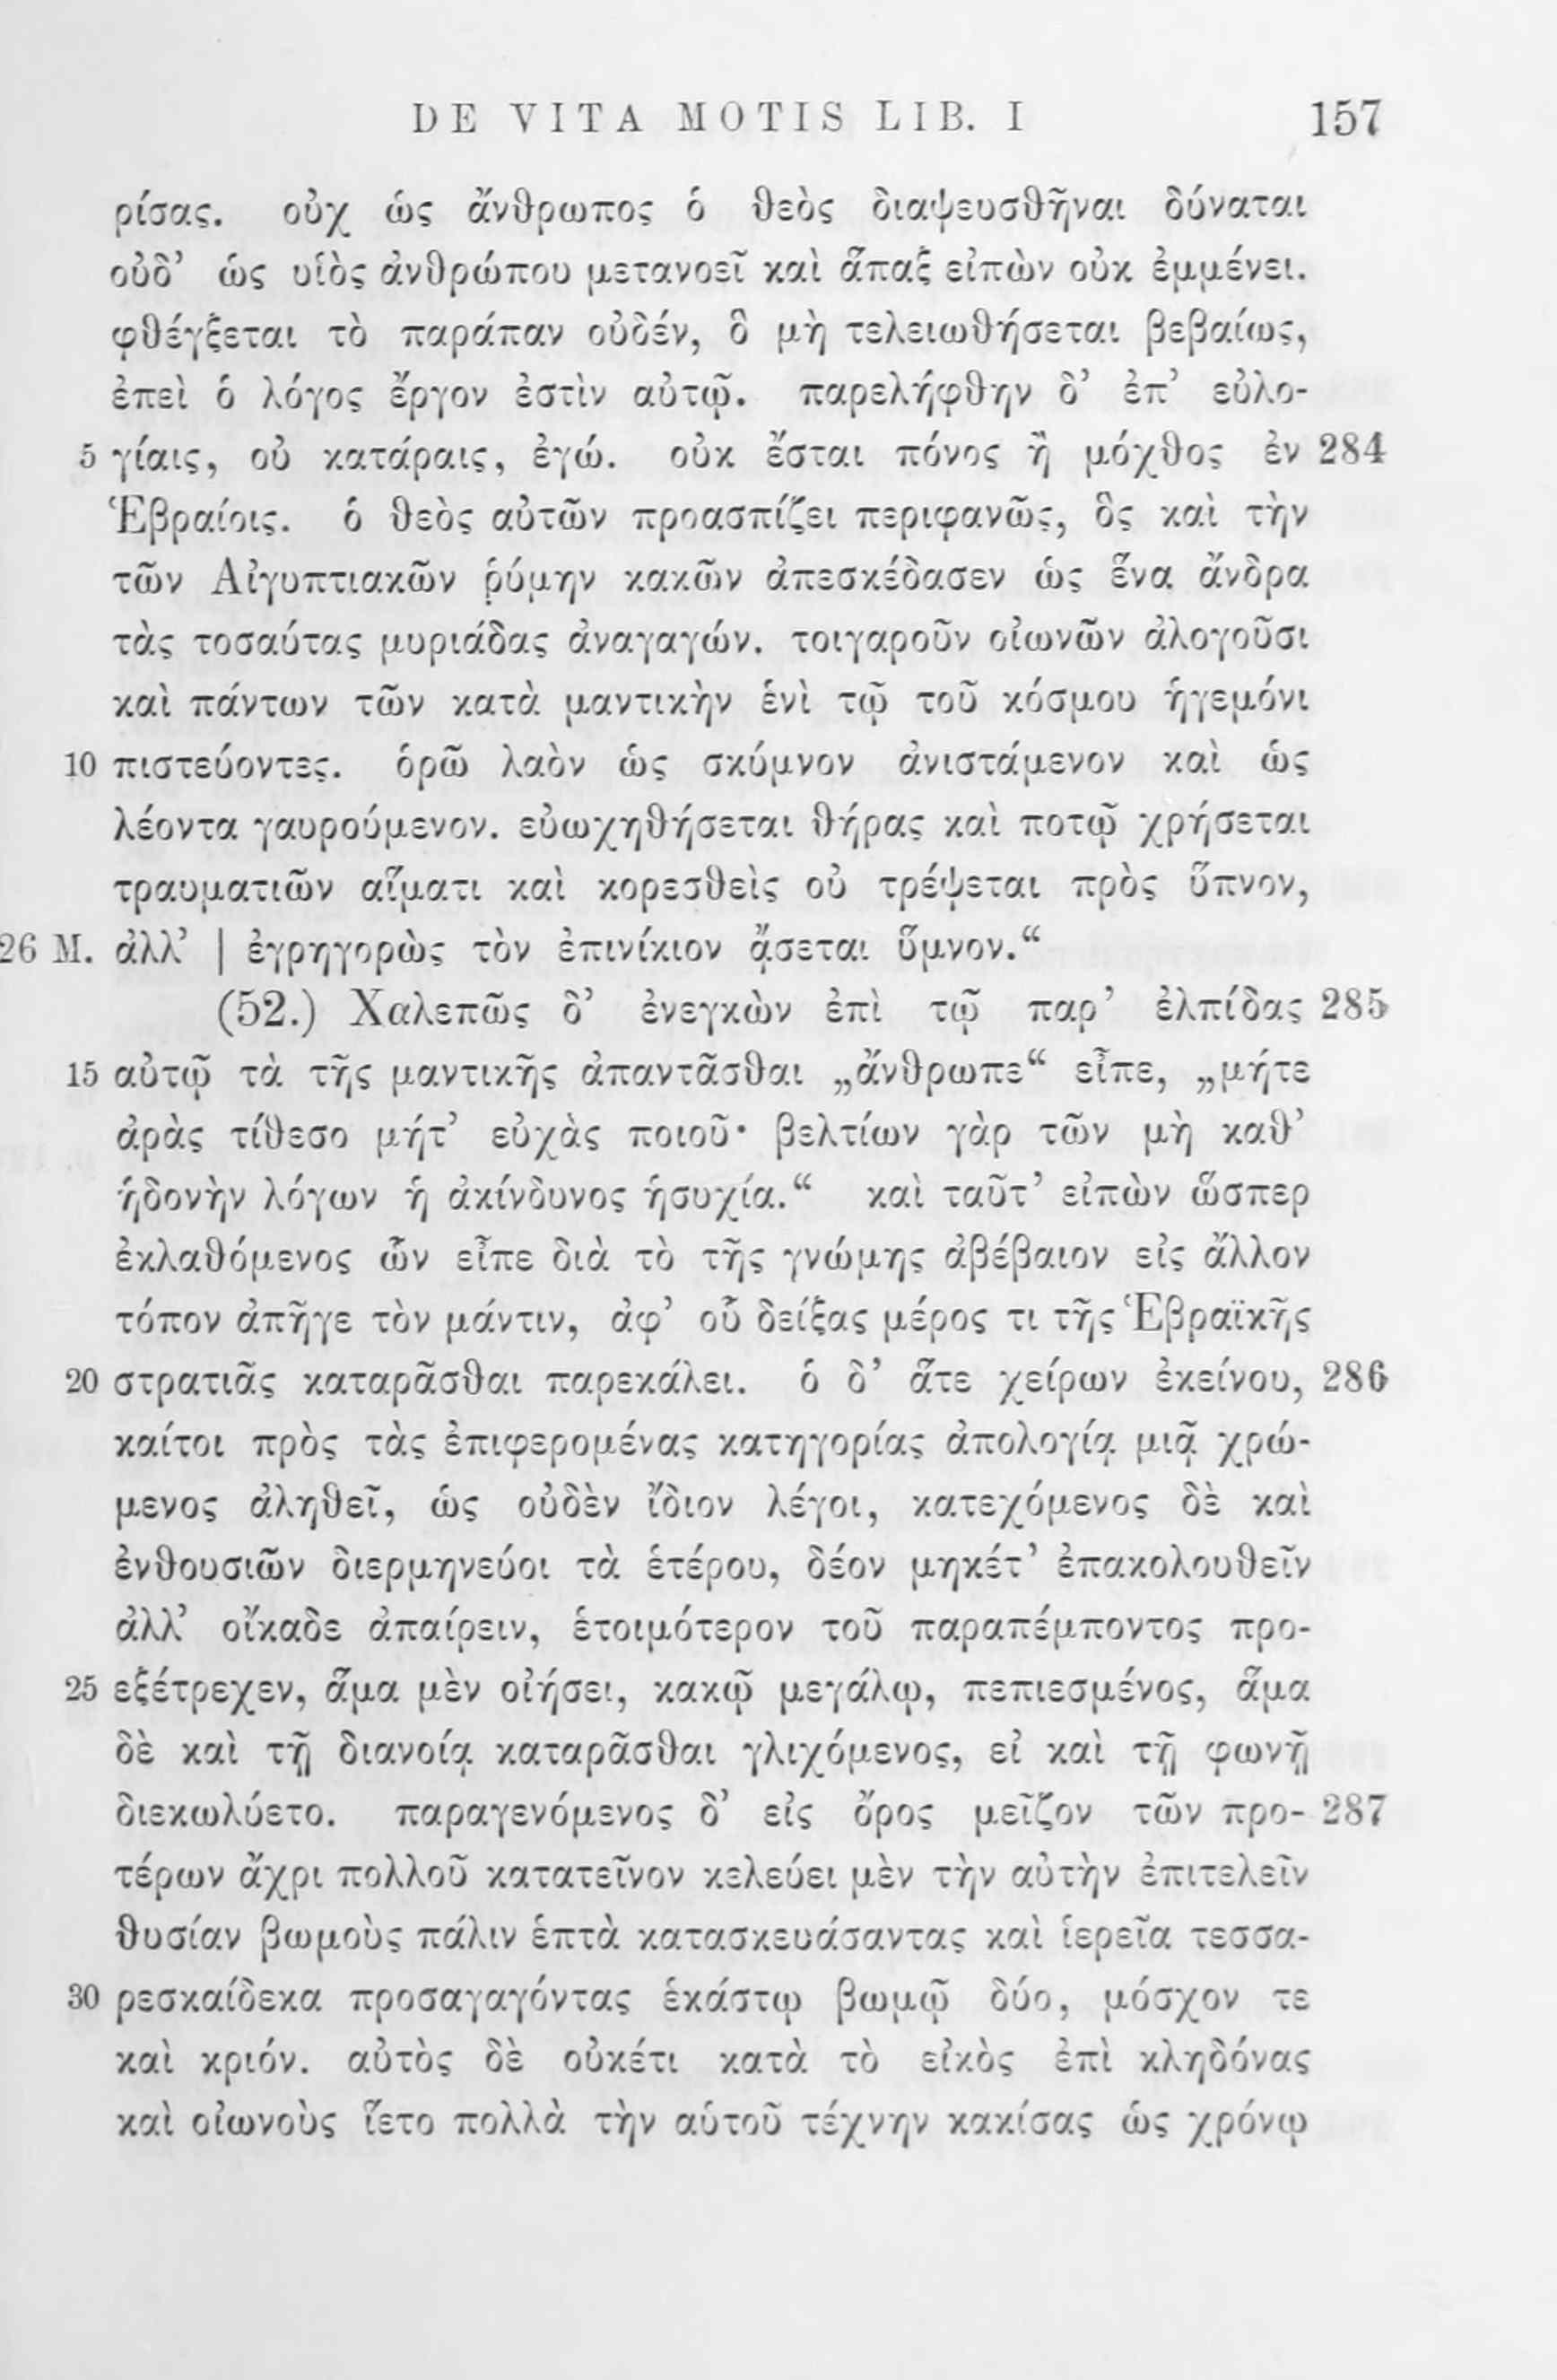 DE VITA MOTIS LIB. I 157
ρίσας. οὐχ ὡς ἄνθρωπος ὁ θεὸς διαψευσθῆναι δύναται
οὐδ’ ὡς υἱὸς ἀνθρώπου μετανοεῖ καὶ ἅπαξ εἰπὼν οὐκ ἐμμένει.
φθέγξεται τὸ παράπαν οὐδέν, ὃ μὴ τελειωθήσεται βεβαίως,
ἐπεὶ ὁ λόγος ἔργον ἐστὶν αὐτῷ. παρελήφθην δ’ ἐπ’ εὐλο-
5 γίαις, οὐ κατάραις, ἐγώ. οὐκ ἔσται πόνος ἢ μόχθος ἐν 284
Ἑβραίοις. ὁ θεὸς αὐτῶν προασπίζει περιφανῶς, ὃς καὶ τὴν
τῶν Αἰγυπτιακῶν ῥύμην κακῶν ἀπεσκέδασεν ὡς ἕνα ἄνδρα
τὰς τοσαύτας μυριάδας ἀναγαγών. τοιγαροῦν οἰωνῶν ἀλογοῦσι
καὶ πάντων τῶν κατὰ μαντικὴν ἑνὶ τῷ τοῦ κόσμου ἡγεμόνι
10 πιστεύοντες. ὁρῶ λαὸν ὡς σκύμνον ἀνιστάμενον καὶ ὡς
λέοντα γαυρούμενον. εὐωχηθήσεται θήρας καὶ ποτῷ χρήσεται
τραυματιῶν αἵματι καὶ κορεσθεὶς οὐ τρέψεται πρὸς ὕπνον,
26 M. ἀλλ’ | ἐγρηγορὼς τὸν ἐπινίκιον ᾄσεται ὕμνον.“
(52.) Χαλεπῶς δ’ ἐνεγκὼν ἐπὶ τῷ παρ’ ἐλπίδας 285
15 αὐτῷ τὰ τῆς μαντικῆς ἀπαντᾶσθαι „ἄνθρωπε“ εἶπε, „μήτε
ἀρὰς τίθεσο μήτ’ εὐχὰς ποιοῦ· βελτίων γὰρ τῶν μὴ καθ’
ἡδονὴν λόγων ἡ ἀκίνδυνος ἡσυχία.“ καὶ ταῦτ’ εἰπὼν ὥσπερ
ἐκλαθόμενος ὧν εἶπε διὰ τὸ τῆς γνώμης ἀβέβαιον εἰς ἄλλον
τόπον ἀπῆγε τὸν μάντιν, ἀφ’ οὗ δείξας μέρος τι τῆς Ἑβραϊκῆς
20 στρατιᾶς καταρᾶσθαι παρεκάλει. ὁ δ’ ἅτε χείρων ἐκείνου, 286
καίτοι πρὸς τὰς ἐπιφερομένας κατηγορίας ἀπολογίᾳ μιᾷ χρώ-
μενος ἀληθεῖ, ὡς οὐδὲν ἴδιον λέγοι, κατεχόμενος δὲ καὶ
ἐνθουσιῶν διερμηνεύοι τὰ ἑτέρου, δέον μηκέτ’ ἐπακολουθεῖν
ἀλλ’ οἴκαδε ἀπαίρειν, ἑτοιμότερον τοῦ παραπέμποντος προ-
25 εξέτρεχεν, ἅμα μὲν οἰήσει, κακῷ μεγάλῳ, πεπιεσμένος, ἅμα
δὲ καὶ τῇ διανοίᾳ καταρᾶσθαι γλιχόμενος, εἰ καὶ τῇ φωνῇ
διεκωλύετο. παραγενόμενος δ’ εἰς ὄρος μεῖζον τῶν προ- 287
τέρων ἄχρι πολλοῦ κατατεῖνον κελεύει μὲν τὴν αὐτὴν ἐπιτελεῖν
θυσίαν βωμοὺς πάλιν ἑπτὰ κατασκευάσαντας καὶ ἱερεῖα τεσσα-
30 ρεσκαίδεκα προσαγαγόντας ἑκάστῳ βωμῷ δύο, μόσχον τε
καὶ κριόν. αὐτὸς δὲ οὐκέτι κατὰ τὸ εἰκὸς ἐπὶ κληδόνας
καὶ οἰωνοὺς ἵετο πολλὰ τὴν αὑτοῦ τέχνην κακίσας ὡς χρόνῳ